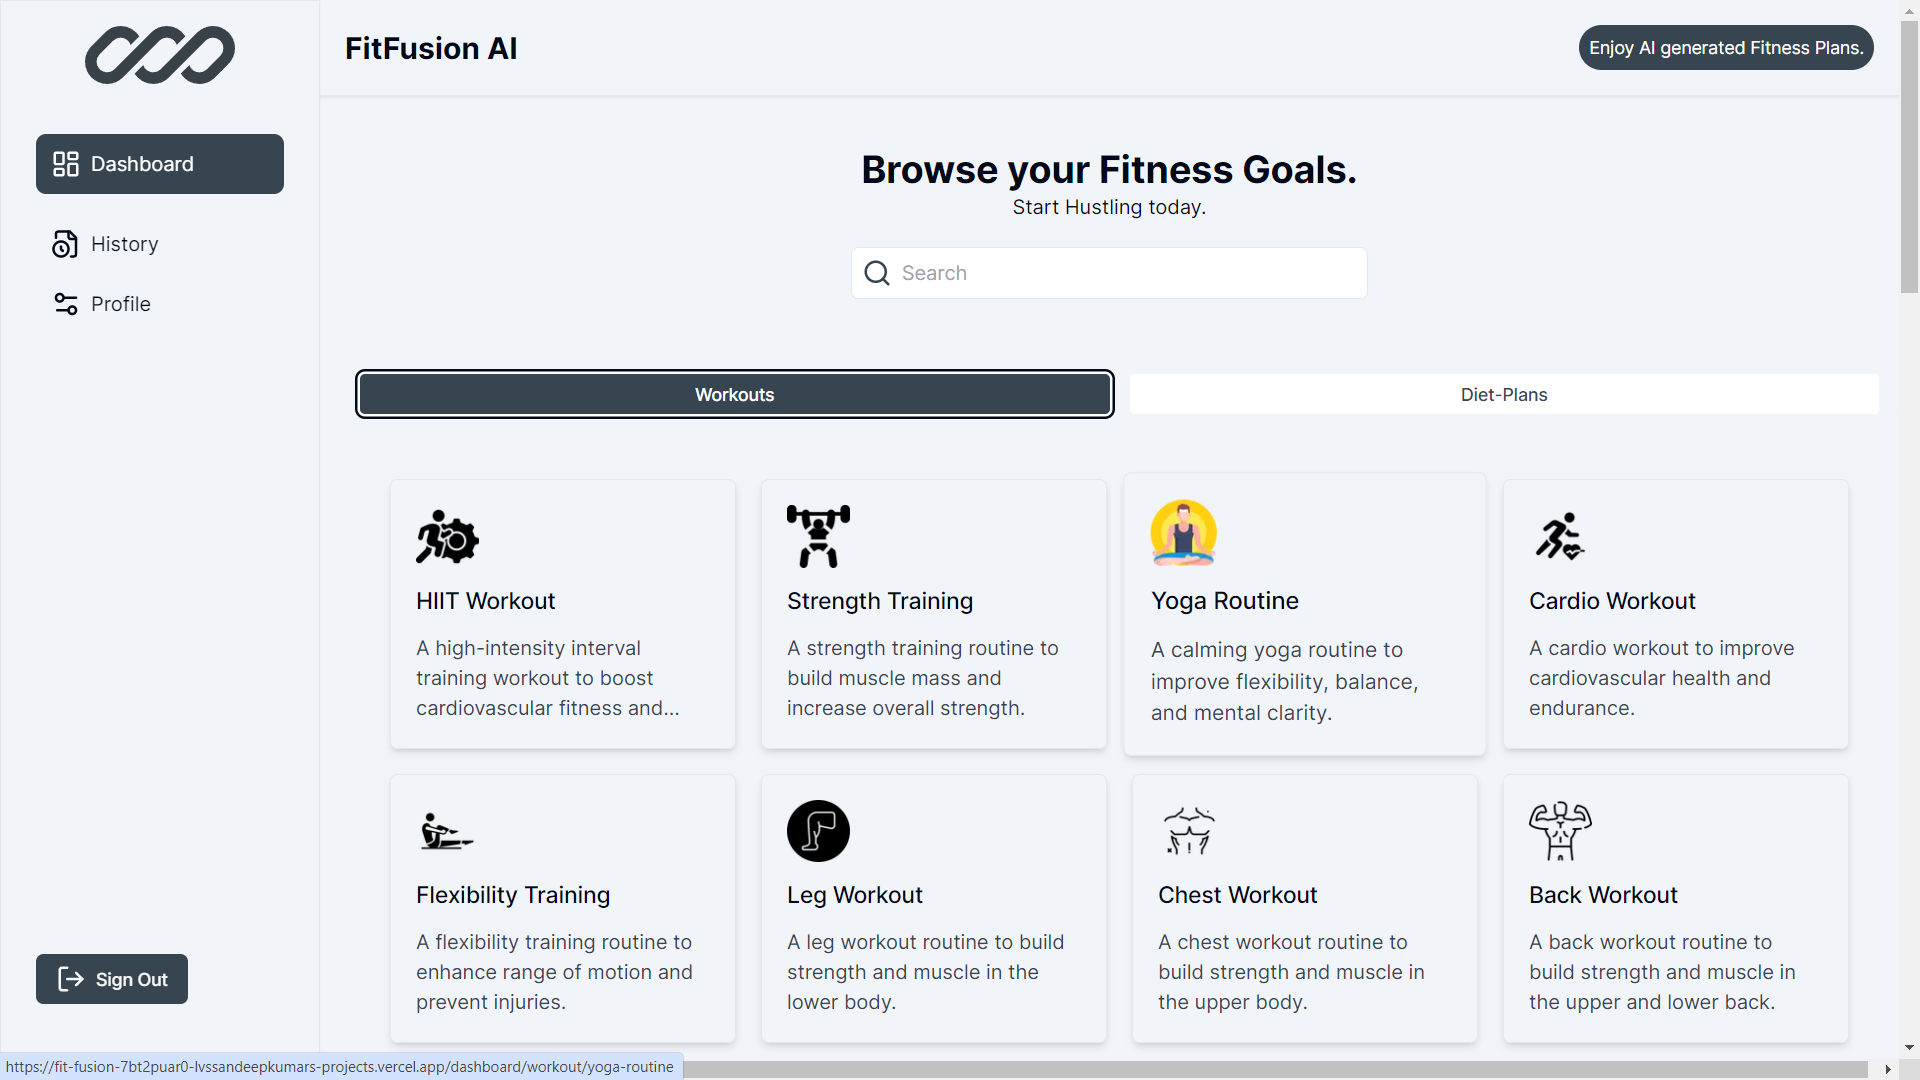 FitFusion AI
Enjoy AI generated Fitness Plans.
Dashboard
History
Profile
Sign Out
Browse your Fitness Goals.
Start Hustling today.
Search
Workouts
Diet-Plans
HIIT Workout
A high-intensity interval
training workout to boost
cardiovascular fitness and...
Strength Training
A strength training routine to
build muscle mass and
increase overall strength.
Yoga Routine
A calming yoga routine to
improve flexibility, balance,
and mental clarity.
Cardio Workout
A cardio workout to improve
cardiovascular health and
endurance.
Flexibility Training
A flexibility training routine to
enhance range of motion and
prevent injuries.
Leg Workout
A leg workout routine to build
strength and muscle in the
lower body.
Chest Workout
A chest workout routine to
build strength and muscle in
the upper body.
Back Workout
A back workout routine to
build strength and muscle in
the upper and lower back.
https://fit-fusion-7bt2puar0-lvssandeepkumars-projects.vercel.app/dashboard/workout/yoga-routine